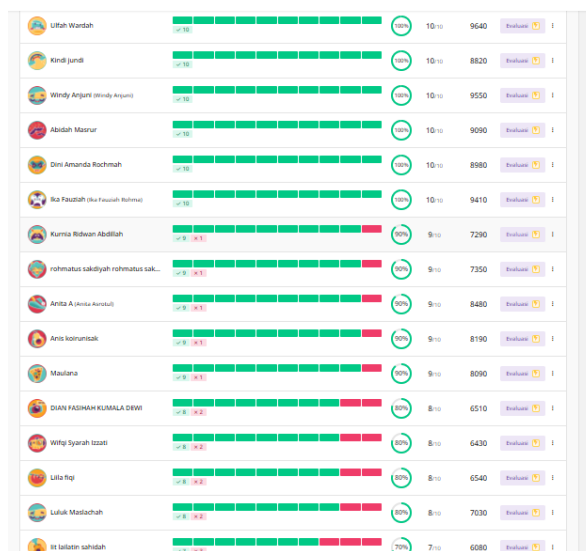 Ulfah Wardah 100% 10/10 9640 Evaluasi
✓ 10
Kindi jundi 100% 10/10 8820 Evaluasi
✓ 10
Windy Anjuni (Windy Anjuni) 100% 10/10 9550 Evaluasi
✓ 10
Abidah Masrur 100% 10/10 9090 Evaluasi
✓ 10
Dini Amanda Rochmah 100% 10/10 8980 Evaluasi
✓ 10
Ika Fauziah (Ika Fauziah Rohma) 100% 10/10 9410 Evaluasi
✓ 10
Kurnia Ridwan Abdillah 90% 9/10 7290 Evaluasi
✓ 9 × 1
rohmatus sakdiyah rohmatus sak... 90% 9/10 7350 Evaluasi
✓ 9 × 1
Anita A (Anita Asrotul) 90% 9/10 8480 Evaluasi
✓ 9 × 1
Anis koirunisak 90% 9/10 8190 Evaluasi
✓ 9 × 1
Maulana 90% 9/10 8090 Evaluasi
✓ 9 × 1
DIAN FASIHAH KUMALA DEWI 80% 8/10 6510 Evaluasi
✓ 8 × 2
Wifqi Syarah Izzati 80% 8/10 6430 Evaluasi
✓ 8 × 2
Liila fiqi 80% 8/10 6540 Evaluasi
✓ 8 × 2
Luluk Maslachah 80% 8/10 7030 Evaluasi
✓ 8 × 2
lit lailatin sahidah 70% 7/10 6080 Evaluasi